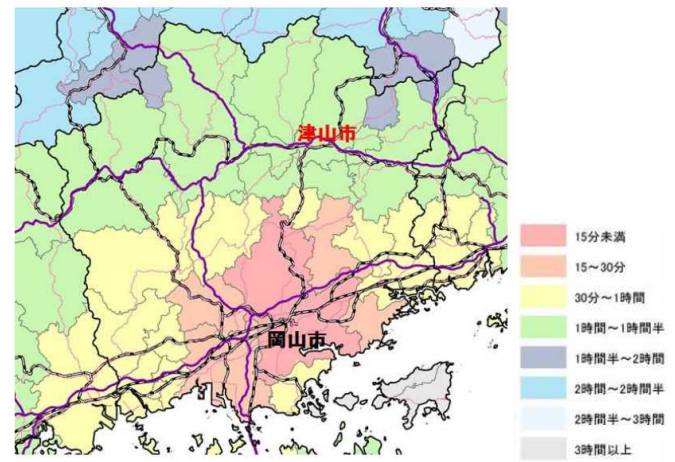 津山市
岡山市
15分未満
15～30分
30分～1時間
1時間～1時間半
1時間半～2時間
2時間～2時間半
2時間半～3時間
3時間以上